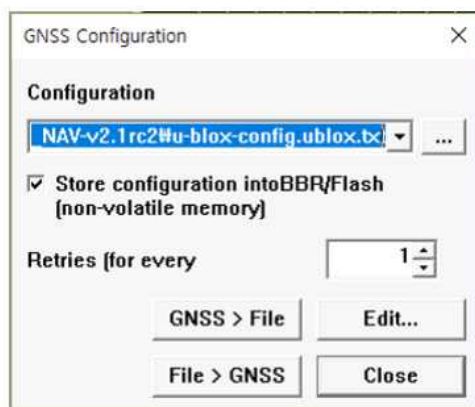 GNSS Configuration
Configuration
_NAV-v2.1rc2₩u-blox-config.ublox.tx
...
Store configuration intoBBR/Flash
(non-volatile memory)
Retries (for every
1
GNSS > File
Edit...
File > GNSS
Close